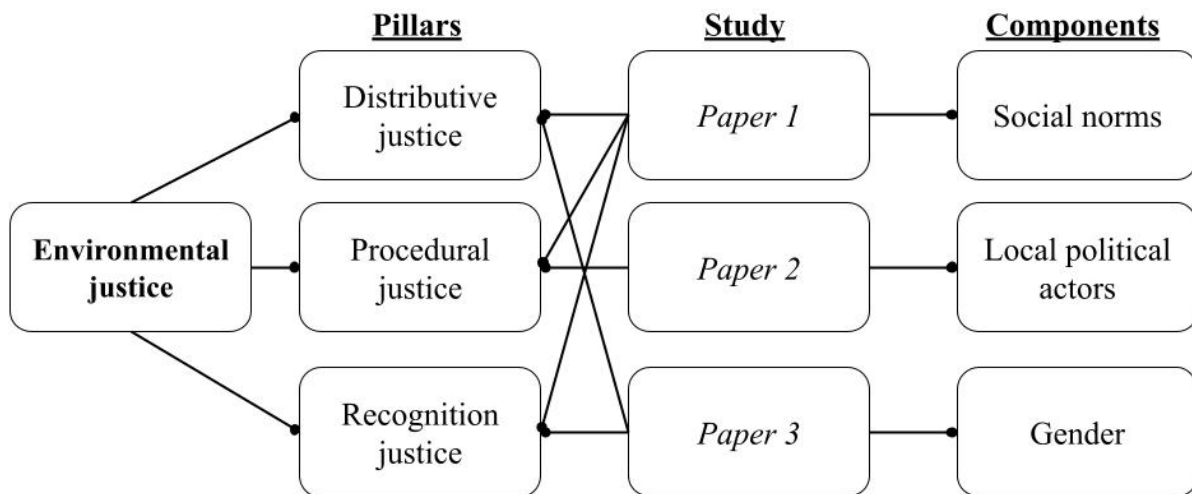 Pillars
Study
Components
Distributive
justice
Paper 1
Social norms
Environmental
justice
Procedural
justice
Paper 2
Local political
actors
Recognition
justice
Paper 3
Gender